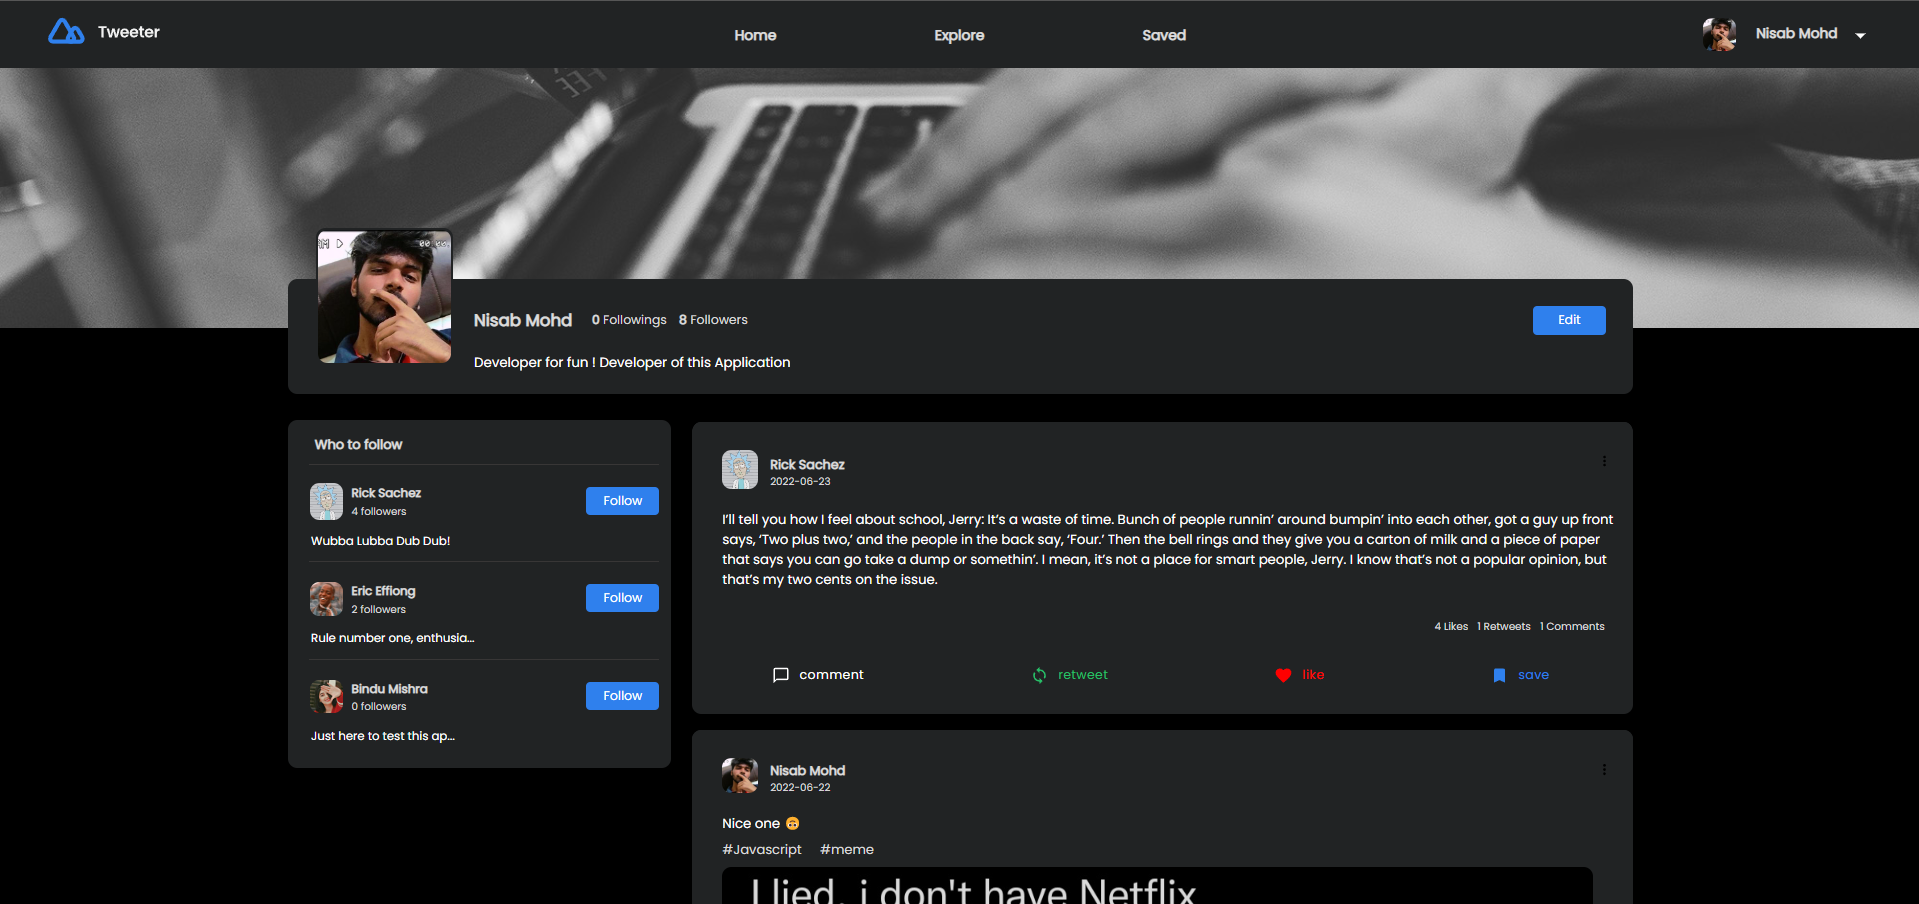 Tweeter
Home
Explore
Saved
Nisab Mohd
00:00
Nisab Mohd
0 Followings
8 Followers
Edit
Developer for fun ! Developer of this Application
Who to follow
Rick Sachez
4 followers
Follow
Wubba Lubba Dub Dub!
Eric Effiong
2 followers
Follow
Rule number one, enthusia...
Bindu Mishra
0 followers
Follow
Just here to test this ap...
Rick Sachez
2022-06-23
I’ll tell you how I feel about school, Jerry: It’s a waste of time. Bunch of people runnin’ around bumpin’ into each other, got a guy up front
says, ‘Two plus two,’ and the people in the back say, ‘Four.’ Then the bell rings and they give you a carton of milk and a piece of paper
that says you can go take a dump or somethin’. I mean, it’s not a place for smart people, Jerry. I know that’s not a popular opinion, but
that’s my two cents on the issue.
4 Likes
1 Retweets
1 Comments
comment
retweet
like
save
Nisab Mohd
2022-06-22
Nice one 🙃
#Javascript
#meme
I lied, i don't have Netflix